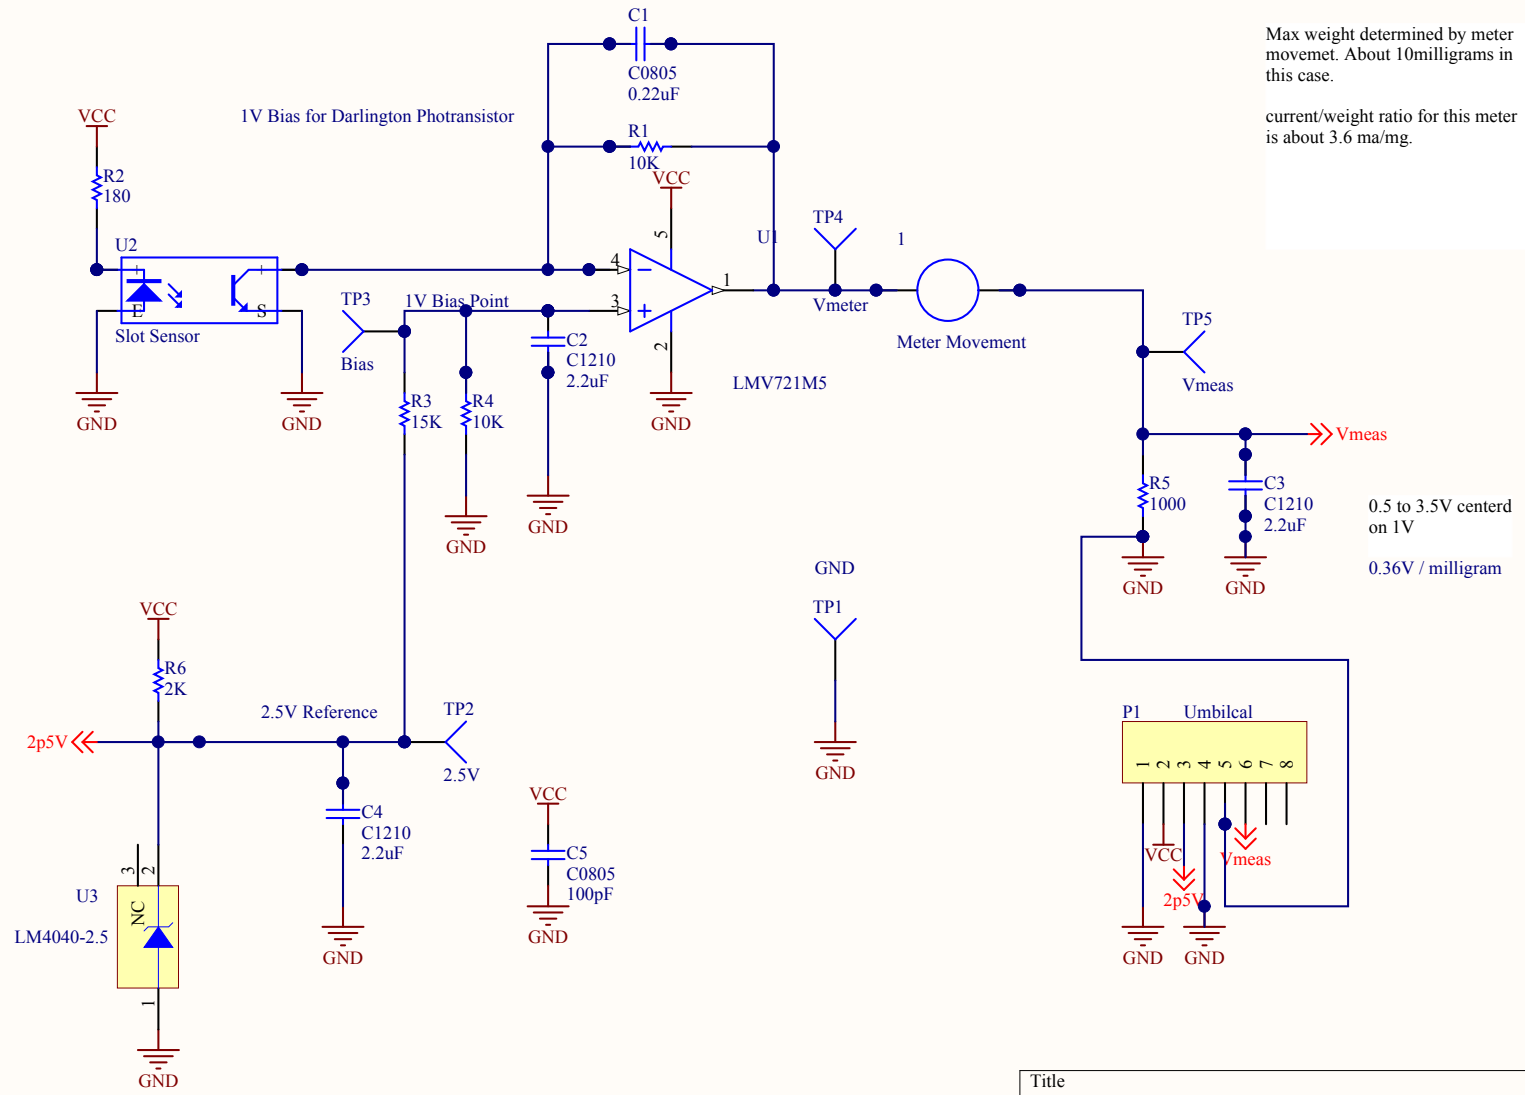 C1
C0805
0.22uF
Max weight determined by meter
movemet. About 10milligrams in
this case.
current/weight ratio for this meter
is about 3.6 ma/mg.
VCC
1V Bias for Darlington Photransistor
R1
10K
VCC
R2
180
5
U1
TP4
1
U2
+
+
E
S
Slot Sensor
4
3
1
2
TP3
1V Bias Point
Bias
Vmeter
Meter Movement
TP5
Vmeas
C2
C1210
2.2uF
LMV721M5
GND
GND
R3
15K
R4
10K
GND
Vmeas
R5
1000
C3
C1210
2.2uF
0.5 to 3.5V centerd
on 1V
0.36V / milligram
GND
GND
GND
GND
GND
TP1
GND
VCC
R6
2K
2p5V
2.5V Reference
TP2
2.5V
P1
Umbilcal
1
2
3
4
5
6
7
8
VCC
2p5V
Vmeas
GND
GND
VCC
C4
C1210
2.2uF
C5
C0805
100pF
GND
GND
3
2
U3
NC
LM4040-2.5
1
GND
Title